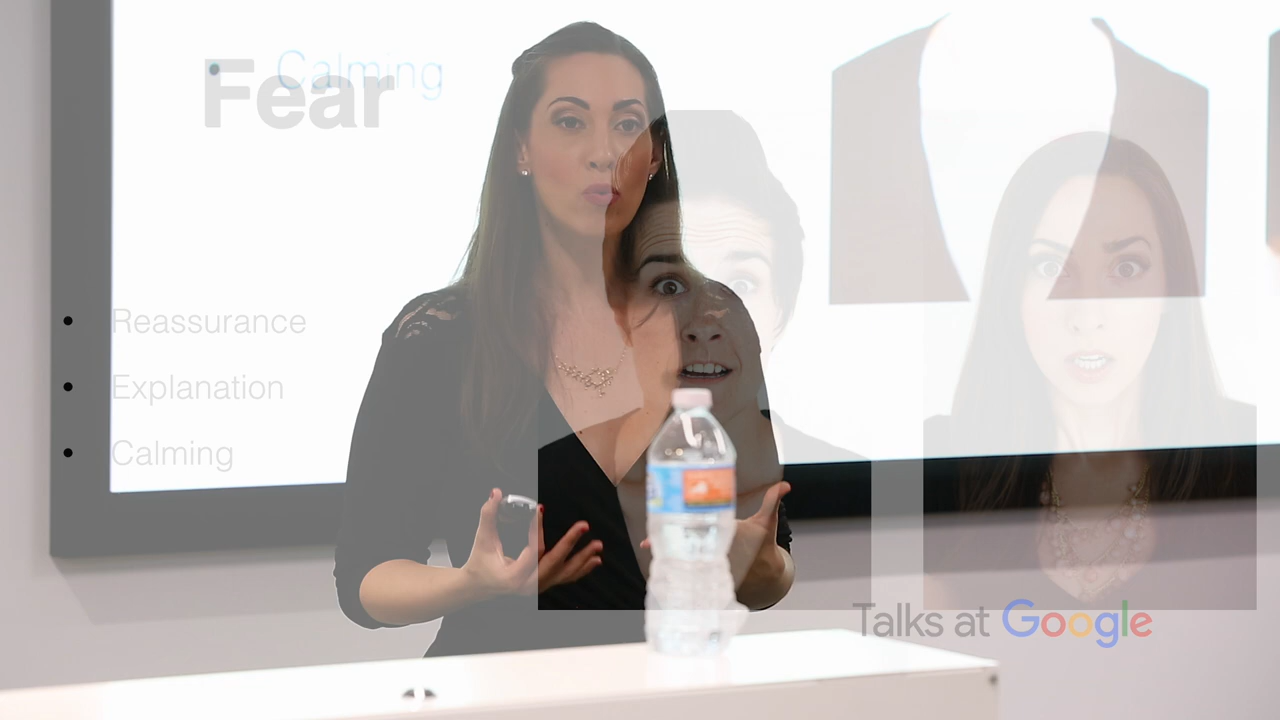 Calming
Fear
Reassurance
Explanation
Calming
Talks at Google